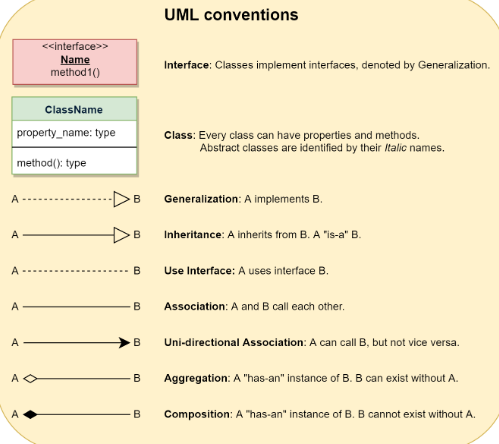 UML conventions
<<interface>>
Name
method1()
Interface: Classes implement interfaces, denoted by Generalization.
ClassName
property_name: type
method(): type
Class: Every class can have properties and methods.
Abstract classes are identified by their Italic names.
A B Generalization: A implements B.
A B Inheritance: A inherits from B. A "is-a" B.
A B Use Interface: A uses interface B.
A B Association: A and B call each other.
A B Uni-directional Association: A can call B, but not vice versa.
A B Aggregation: A "has-an" instance of B. B can exist without A.
A B Composition: A "has-an" instance of B. B cannot exist without A.